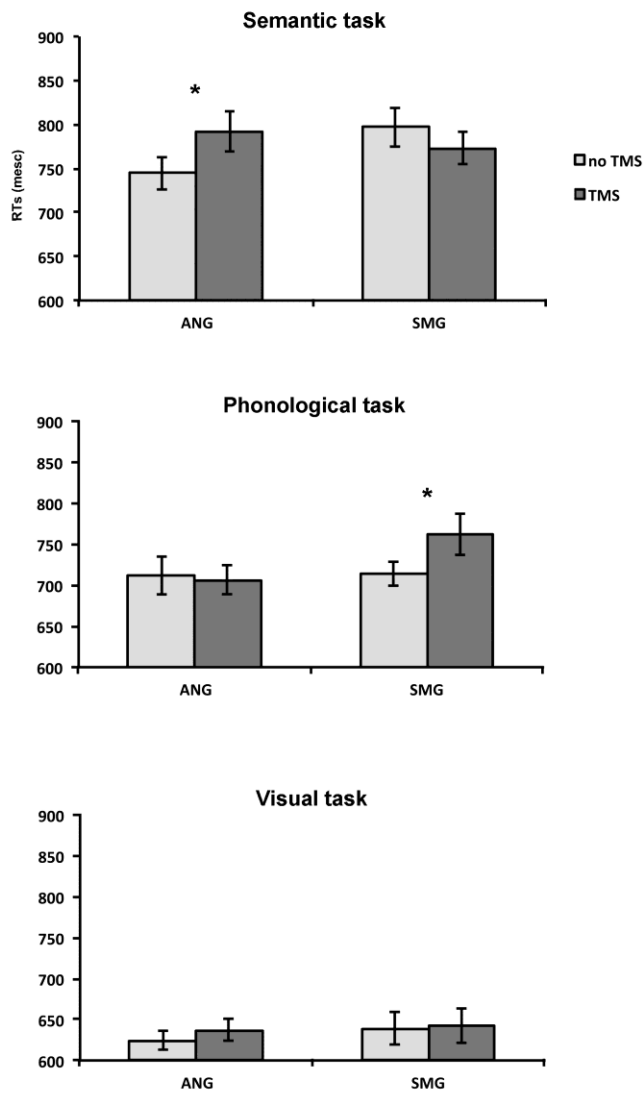 Semantic task
900
850
*
800
750
700
650
600
RTs (mesc)
ANG
SMG
no TMS
TMS
Phonological task
900
850
800
*
750
700
650
600
ANG
SMG
Visual task
900
850
800
750
700
650
600
ANG
SMG